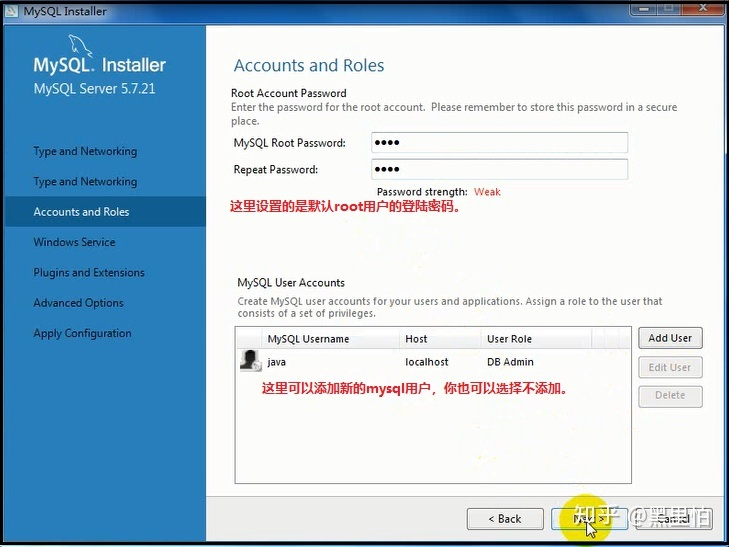 MySQL Installer
MySQL. Installer
MySQL Server 5.7.21
Type and Networking
Type and Networking
Accounts and Roles
Windows Service
Plugins and Extensions
Advanced Options
Apply Configuration
Accounts and Roles
Root Account Password
Enter the password for the root account. Please remember to store this password in a secure
place.
MySQL Root Password: ●●●●
Repeat Password: ●●●●
Password strength: Weak
这里设置的是默认root用户的登陆密码。
MySQL User Accounts
Create MySQL user accounts for your users and applications. Assign a role to the user that
consists of a set of privileges.
MySQL Username Host User Role
java localhost DB Admin
这里可以添加新的mysql用户，你也可以选择不添加。
Add User
Edit User
Delete
< Back Next > Cancel
知乎 @黑里怕